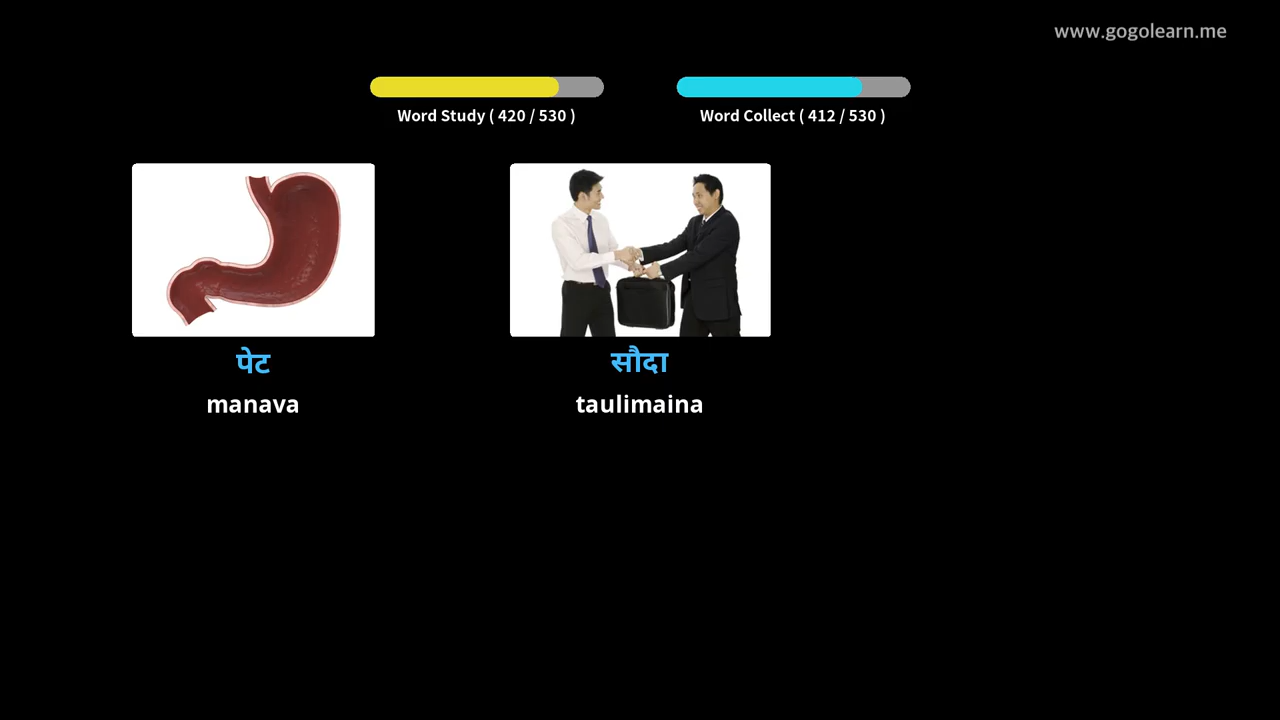 www.gogolearn.me
Word Study ( 420 / 530 )
Word Collect ( 412 / 530 )
पेट
सौदा
manava
taulimaina